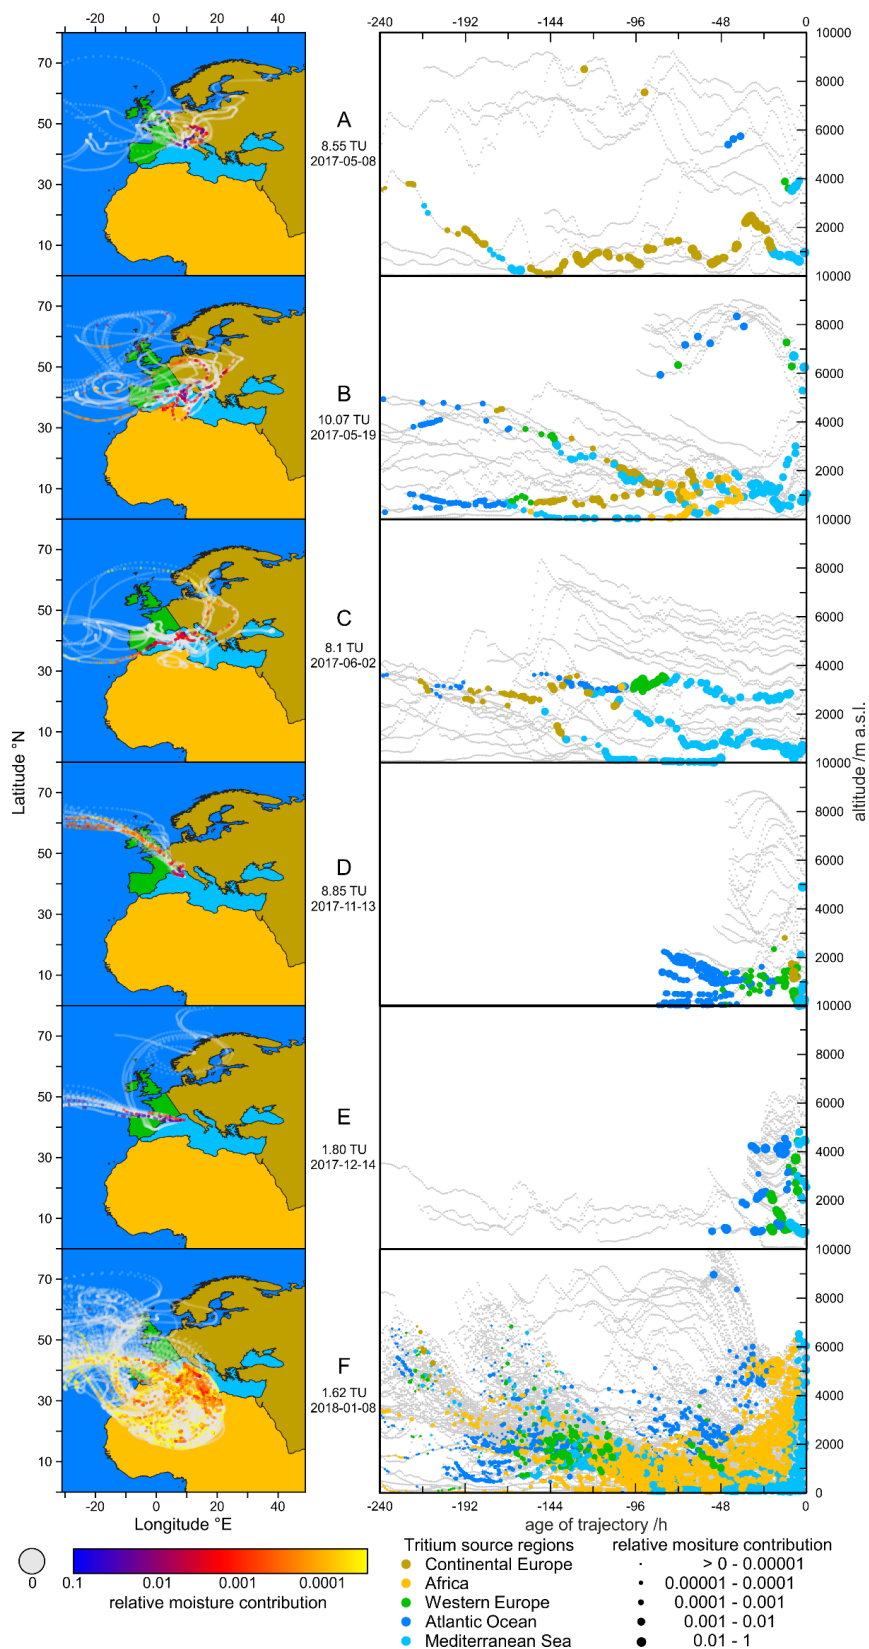 -20 0 20 40
-240 -192 -144 -96 -48 0
70
50
30
10
A
8.55 TU
2017-05-08
10000
8000
6000
4000
2000
10000
70
50
30
10
B
10.07 TU
2017-05-19
8000
6000
4000
2000
10000
70
50
30
10
C
8.1 TU
2017-06-02
8000
6000
4000
2000
10000
70
50
30
10
D
8.85 TU
2017-11-13
8000
6000
4000
2000
10000
70
50
30
10
E
1.80 TU
2017-12-14
8000
6000
4000
2000
10000
70
50
30
10
F
1.62 TU
2018-01-08
8000
6000
4000
2000
0
Latitude °N
altitude /m a.s.l.
-20 0 20 40
-240 -192 -144 -96 -48 0
Longitude °E
age of trajectory /h
0
0.1 0.01 0.001 0.0001
relative moisture contribution
Tritium source regions
Continental Europe
Africa
Western Europe
Atlantic Ocean
Mediterranean Sea
relative mositure contribution
> 0 - 0.00001
0.00001 - 0.0001
0.0001 - 0.001
0.001 - 0.01
0.01 - 1